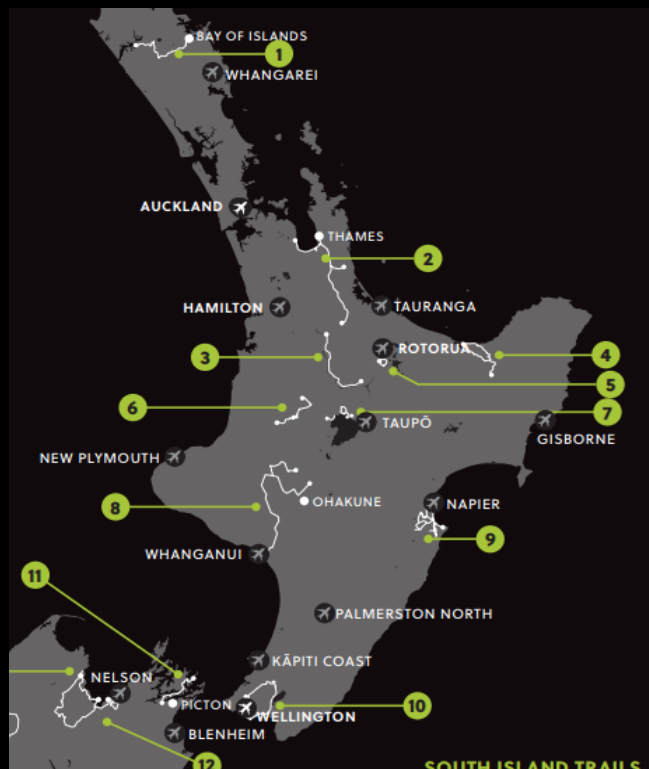 BAY OF ISLANDS
1
WHANGAREI
AUCKLAND
THAMES
2
HAMILTON
TAURANGA
3
ROTORUA
4
5
6
7
TAUPŌ
GISBORNE
NEW PLYMOUTH
8
OHAKUNE
NAPIER
9
WHANGANUI
11
PALMERSTON NORTH
KĀPITI COAST
NELSON
PICTON
10
WELLINGTON
BLENHEIM
12
SOUTH ISLAND TRAILS